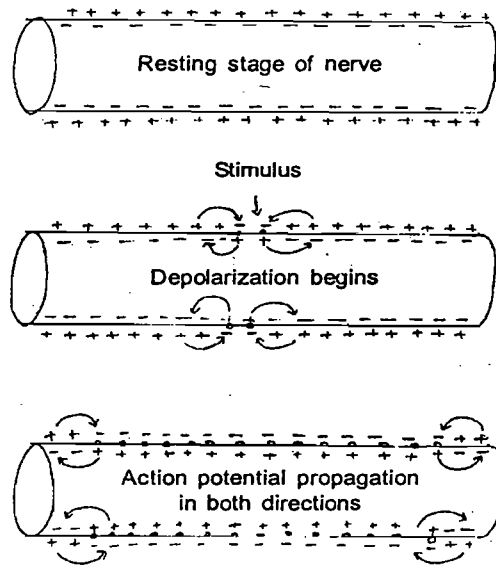 Resting stage of nerve
Stimulus
Depolarization begins
Action potential propagation
in both directions